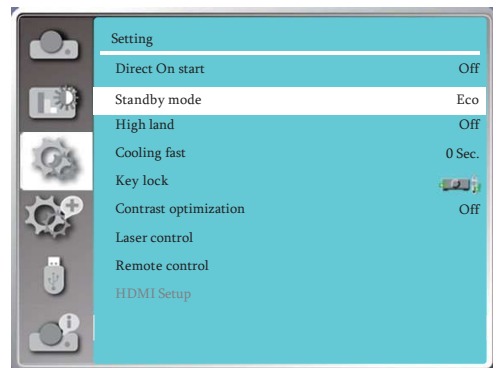 Setting
Direct On start Off
Standby mode Eco
High land Off
Cooling fast 0 Sec.
Key lock
Contrast optimization Off
Laser control
Remote control
HDMI Setup